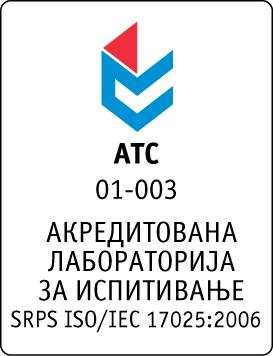 АТС
01-003
АКРЕДИТОВАНА
ЛАБОРАТОРИЈА
ЗА ИСПИТИВАЊЕ
SRPS ISO/IEC 17025:2006